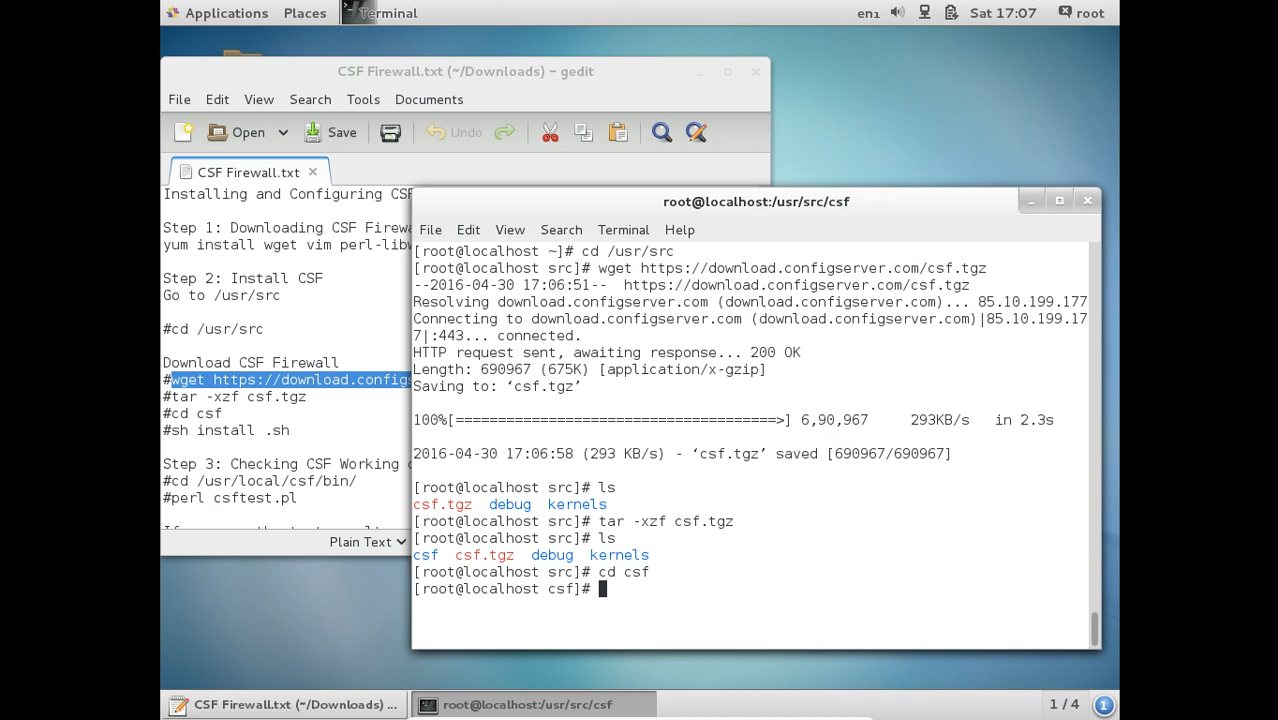 Applications Places Terminal en1 Sat 17:07 root
CSF Firewall.txt (~/Downloads) – gedit
File Edit View Search Tools Documents
Open Save Undo
CSF Firewall.txt
Installing and Configuring CSF
Step 1: Downloading CSF Firewa
yum install wget vim perl-libw
Step 2: Install CSF
Go to /usr/src
#cd /usr/src
Download CSF Firewall
#wget https://download.configs
#tar -xzf csf.tgz
#cd csf
#sh install .sh
Step 3: Checking CSF Working
#cd /usr/local/csf/bin/
#perl csftest.pl
Plain Text
root@localhost:/usr/src/csf
File Edit View Search Terminal Help
[root@localhost ~]# cd /usr/src
[root@localhost src]# wget https://download.configserver.com/csf.tgz
--2016-04-30 17:06:51-- https://download.configserver.com/csf.tgz
Resolving download.configserver.com (download.configserver.com)... 85.10.199.177
Connecting to download.configserver.com (download.configserver.com)|85.10.199.17
7|:443... connected.
HTTP request sent, awaiting response... 200 OK
Length: 690967 (675K) [application/x-gzip]
Saving to: ‘csf.tgz’
100%[======================================>] 6,90,967 293KB/s in 2.3s
2016-04-30 17:06:58 (293 KB/s) - ‘csf.tgz’ saved [690967/690967]
[root@localhost src]# ls
csf.tgz debug kernels
[root@localhost src]# tar -xzf csf.tgz
[root@localhost src]# ls
csf csf.tgz debug kernels
[root@localhost src]# cd csf
[root@localhost csf]#
CSF Firewall.txt (~/Downloads) ... root@localhost:/usr/src/csf 1 / 4 1